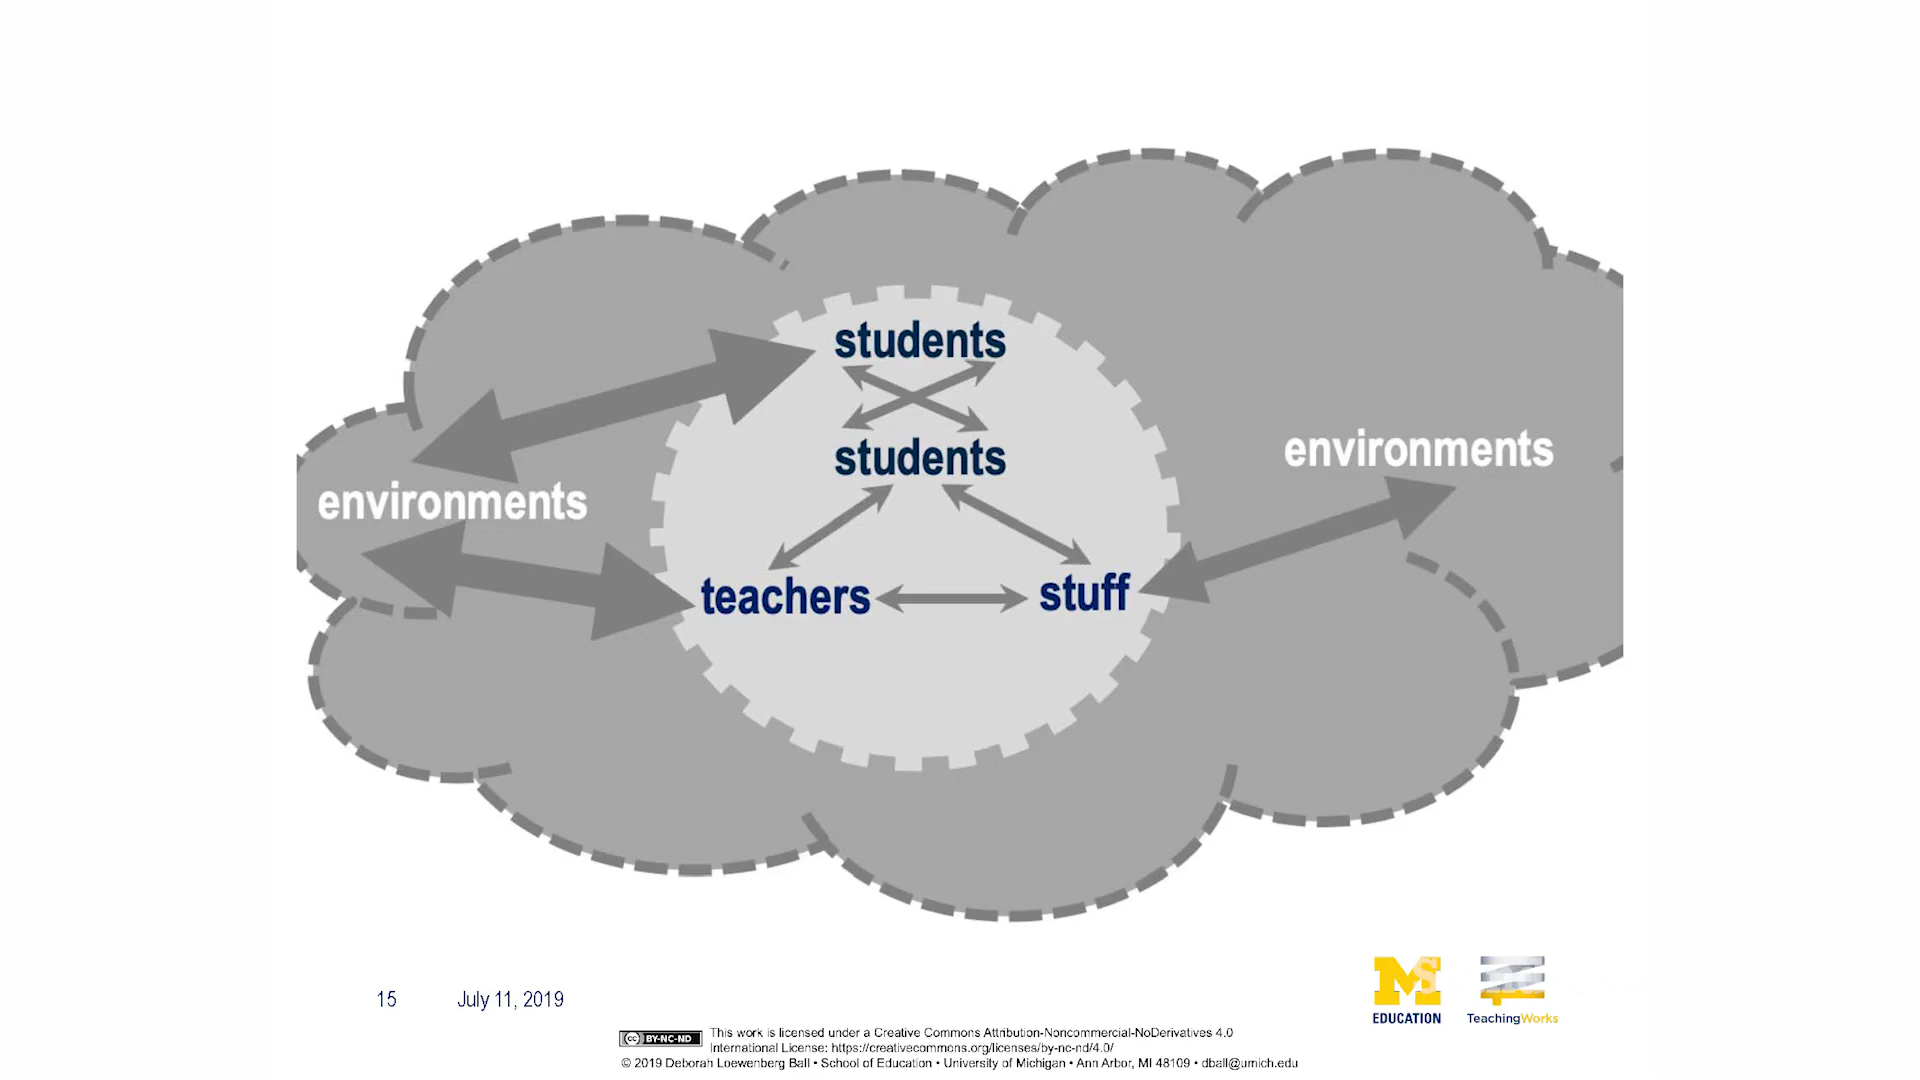 students
students
environments
environments
teachers
stuff
15
July 11, 2019
M
EDUCATION
TeachingWorks
CC BY-NC-ND
This work is licensed under a Creative Commons Attribution-Noncommercial-NoDerivatives 4.0
International License: https://creativecommons.org/licenses/by-nc-nd/4.0/
© 2019 Deborah Loewenberg Ball • School of Education • University of Michigan • Ann Arbor, MI 48109 • dball@umich.edu